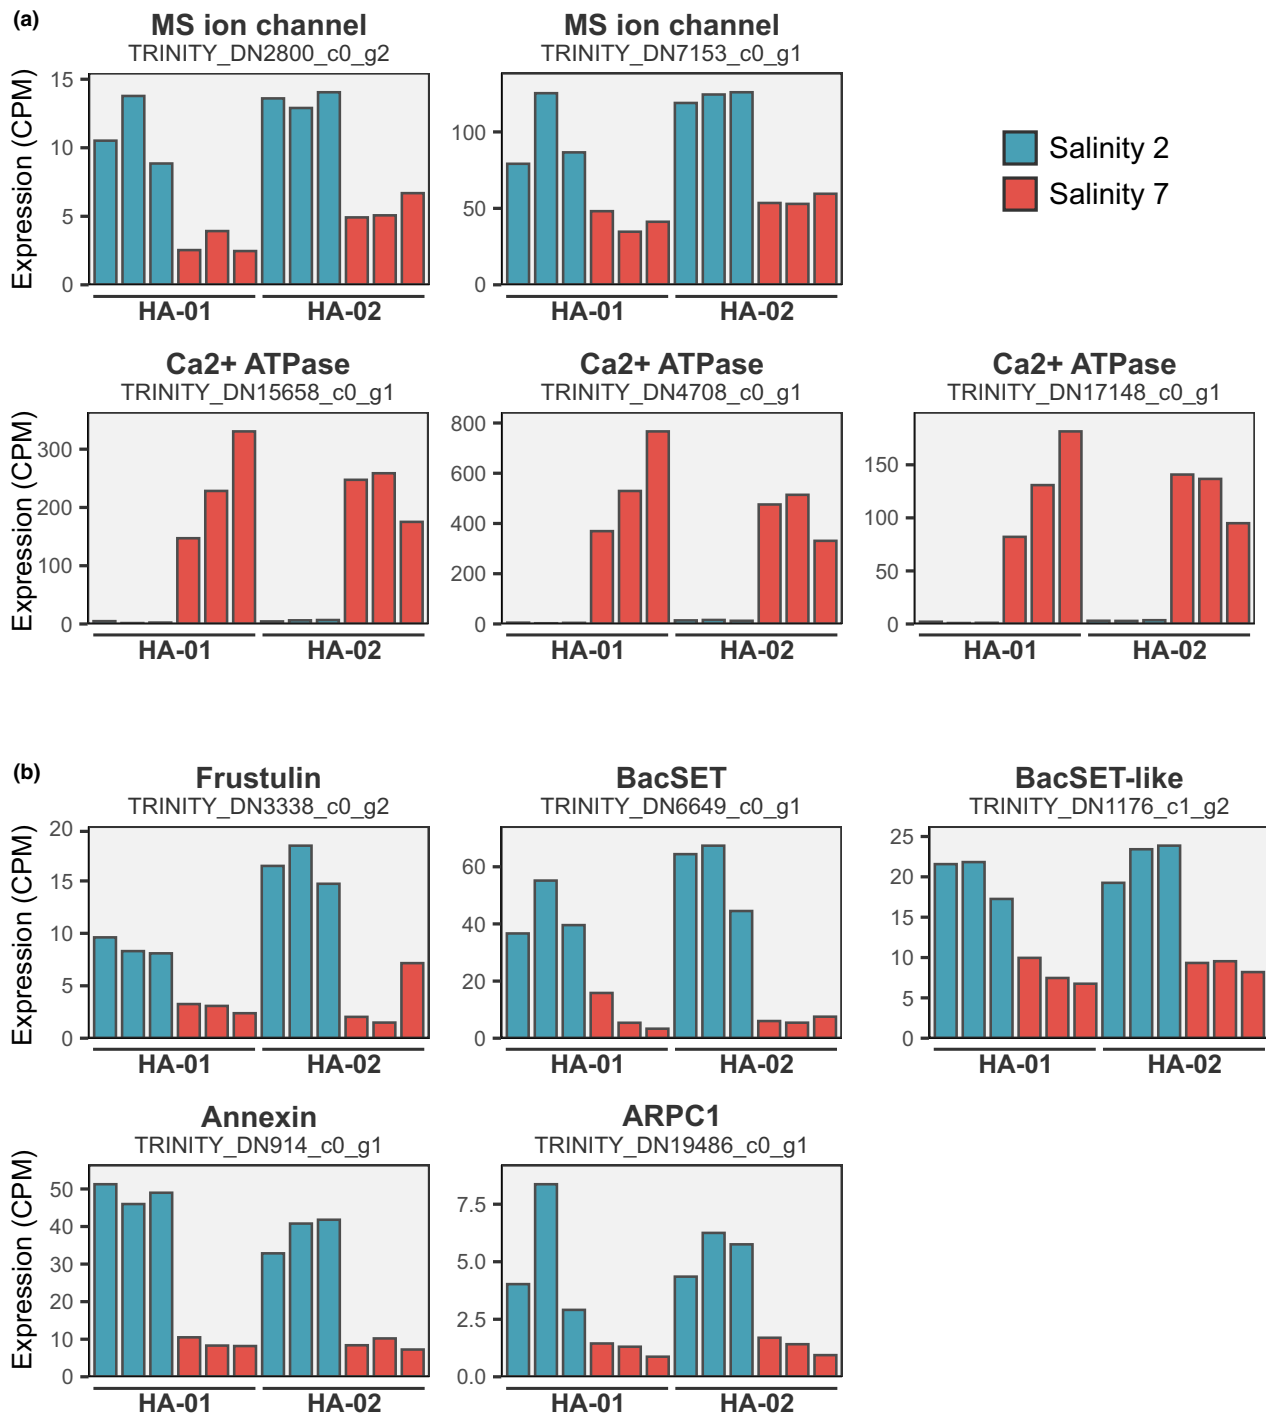 (a)
MS ion channel
TRINITY_DN2800_c0_g2
Expression (CPM)
15
10
5
0
HA-01
HA-02
MS ion channel
TRINITY_DN7153_c0_g1
100
50
0
HA-01
HA-02
Salinity 2
Salinity 7
Ca2+ ATPase
TRINITY_DN15658_c0_g1
Expression (CPM)
300
200
100
0
HA-01
HA-02
Ca2+ ATPase
TRINITY_DN4708_c0_g1
800
600
400
200
0
HA-01
HA-02
Ca2+ ATPase
TRINITY_DN17148_c0_g1
150
100
50
0
HA-01
HA-02
(b)
Frustulin
TRINITY_DN3338_c0_g2
Expression (CPM)
20
15
10
5
0
HA-01
HA-02
BacSET
TRINITY_DN6649_c0_g1
60
40
20
0
HA-01
HA-02
BacSET-like
TRINITY_DN1176_c1_g2
25
20
15
10
5
0
HA-01
HA-02
Annexin
TRINITY_DN914_c0_g1
Expression (CPM)
50
40
30
20
10
0
HA-01
HA-02
ARPC1
TRINITY_DN19486_c0_g1
7.5
5.0
2.5
0.0
HA-01
HA-02